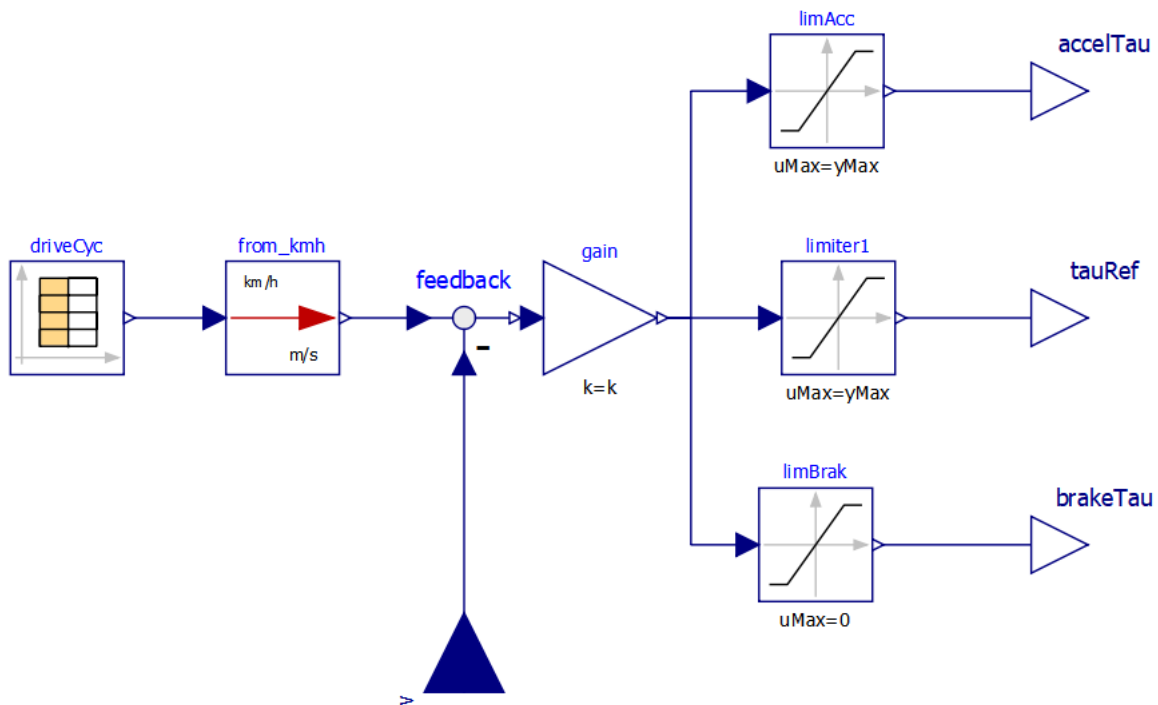 limAcc
accelTau
uMax=yMax
driveCyc
from_kmh
km/h
m/s
feedback
-
gain
k=k
limiter1
tauRef
uMax=yMax
limBrak
brakeTau
uMax=0